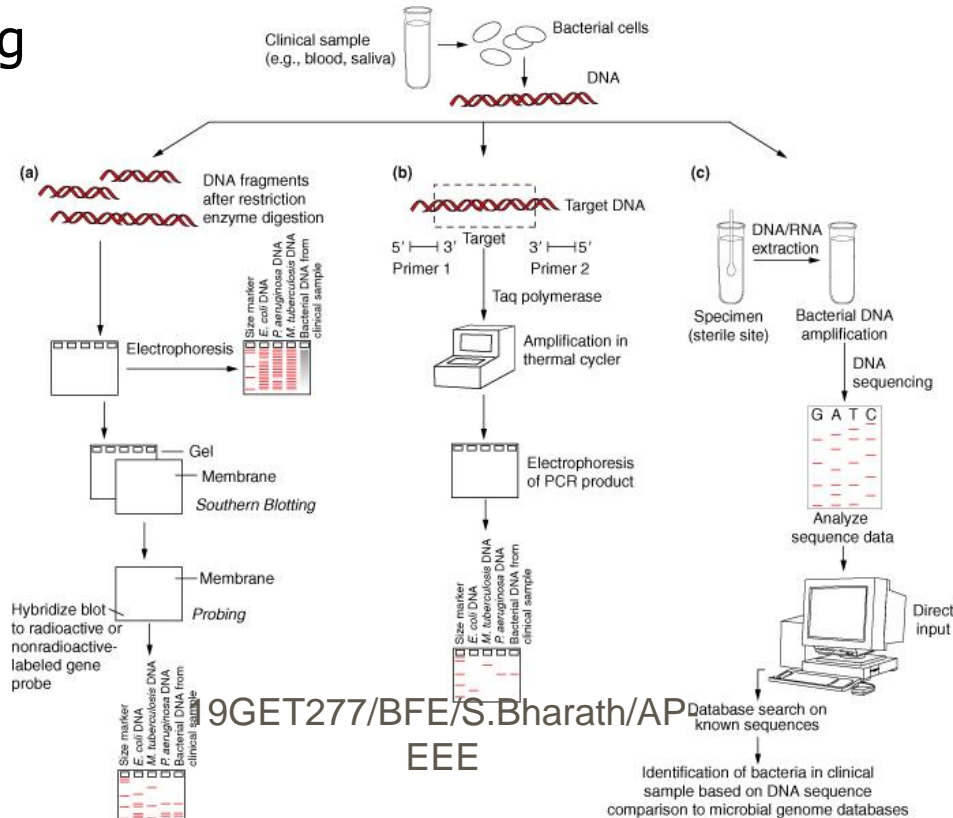 g
Clinical sample
(e.g., blood, saliva)
Bacterial cells
DNA
(a)
DNA fragments
after restriction
enzyme digestion
Electrophoresis
Size marker
E. coli DNA
P. aeruginosa DNA
M. tuberculosis DNA
Bacterial DNA from
clinical sample
Gel
Membrane
Southern Blotting
Membrane
Probing
Hybridize blot
to radioactive or
nonradioactive-
labeled gene
probe
Size marker
E. coli DNA
M. tuberculosis DNA
P. aeruginosa DNA
Bacterial DNA from
clinical sample
(b)
Target DNA
Target
5′ 3′
Primer 1
3′ 5′
Primer 2
Taq polymerase
Amplification in
thermal cycler
Electrophoresis
of PCR product
Size marker
E. coli DNA
M. tuberculosis DNA
P. aeruginosa DNA
Bacterial DNA from
clinical sample
(c)
DNA/RNA
extraction
Specimen
(sterile site)
Bacterial DNA
amplification
DNA
sequencing
G A T C
Analyze
sequence data
Direct
input
Database search on
known sequences
Identification of bacteria in clinical
sample based on DNA sequence
comparison to microbial genome databases
19GET277/BFE/S.Bharath/AP-
EEE